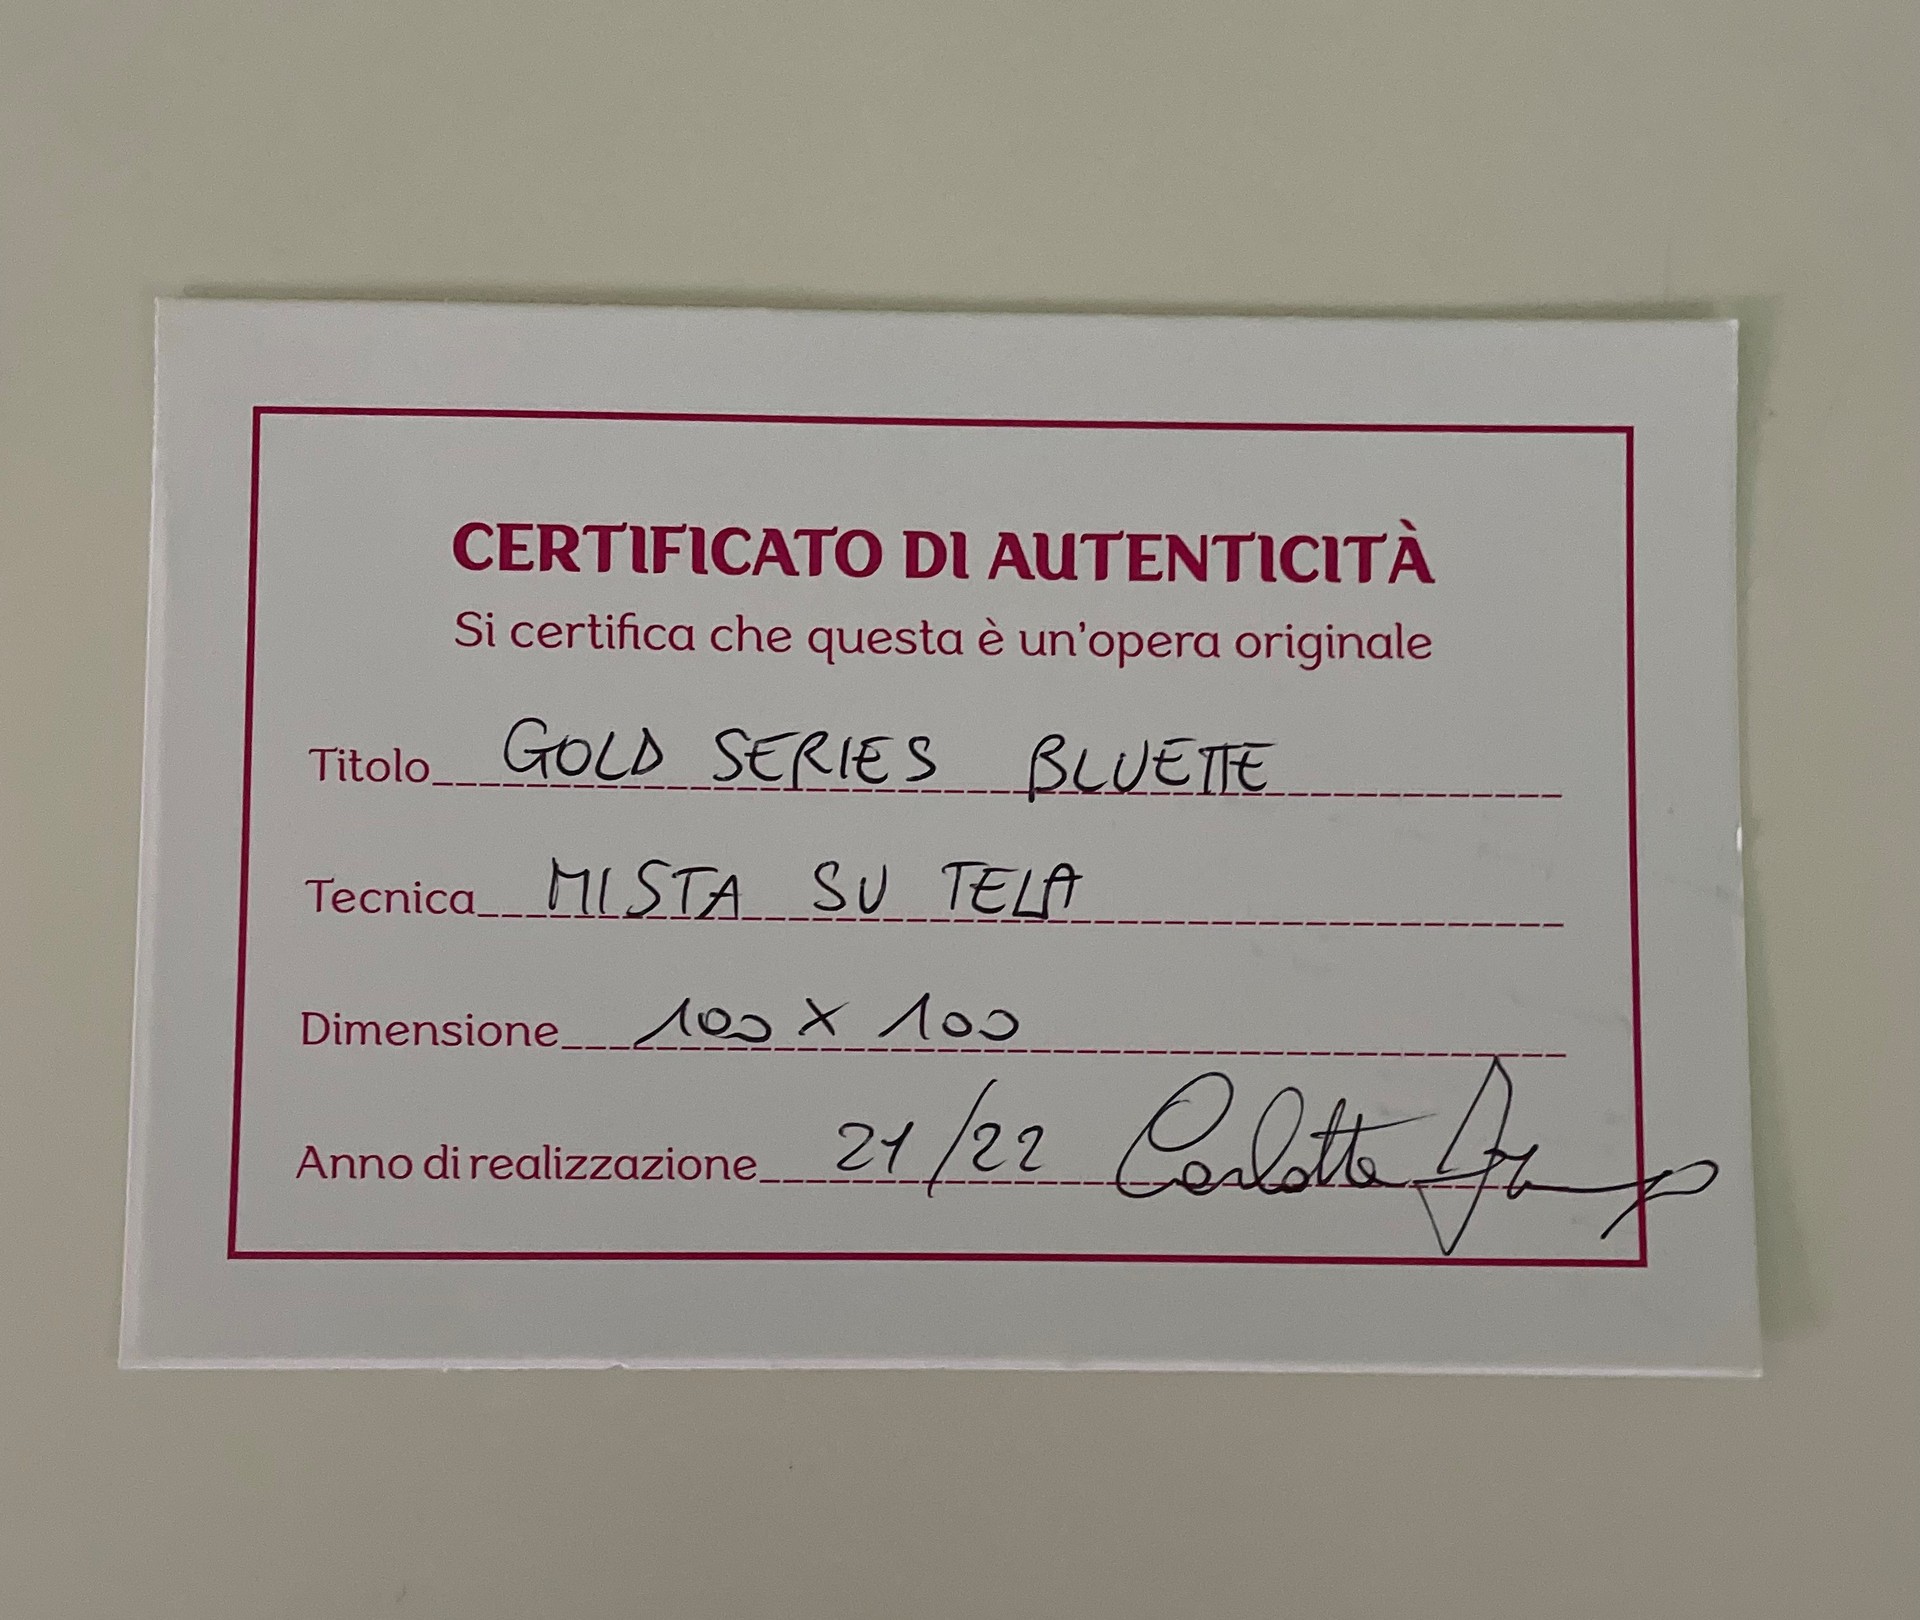 CERTIFICATO DI AUTENTICITÀ
Si certifica che questa è un'opera originale
Titolo GOLD SERIES BLUETTE
Tecnica MISTA SU TELA
Dimensione 100 X 100
Anno di realizzazione 21/22 Carlotta